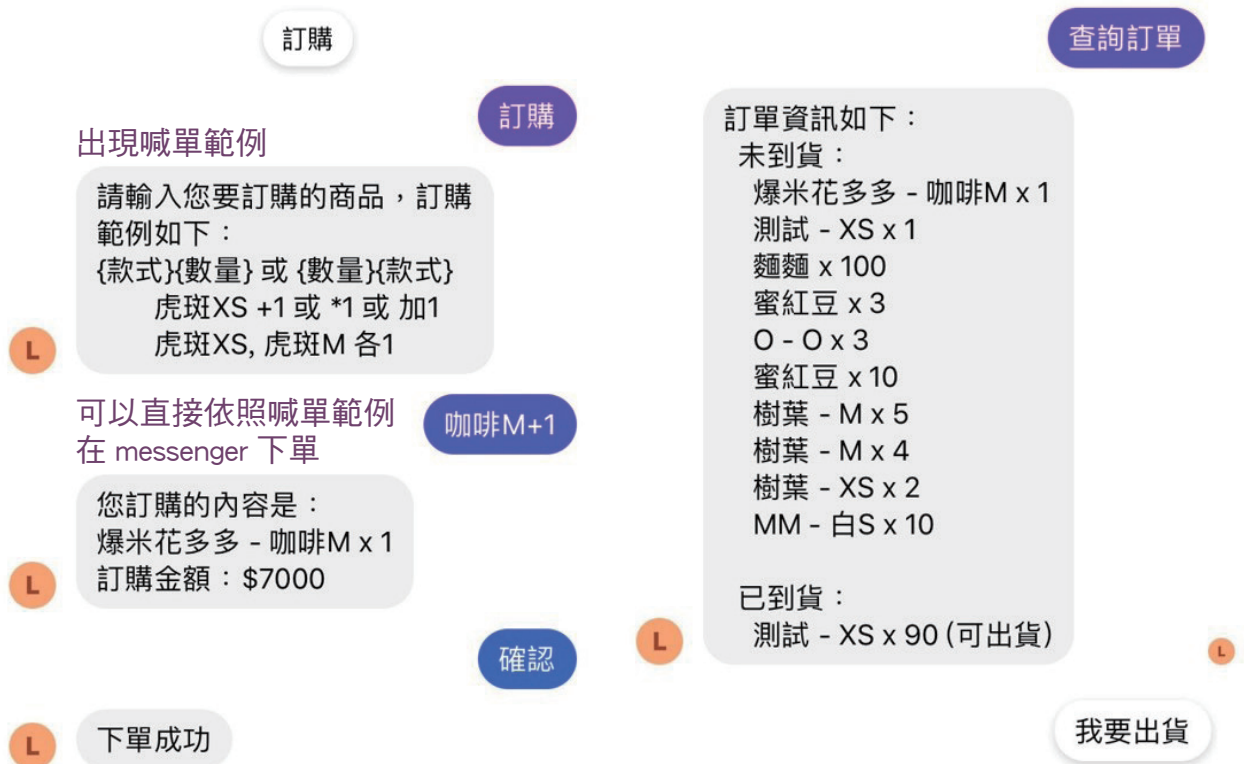 訂購
訂購
出現喊單範例
請輸入您要訂購的商品，訂購
範例如下：
{款式}{數量} 或 {數量}{款式}
虎斑XS +1 或 *1 或 加1
虎斑XS, 虎斑M 各1
L
可以直接依照喊單範例
在 messenger 下單
咖啡M+1
您訂購的內容是：
爆米花多多 - 咖啡M x 1
訂購金額：$7000
L
確認
下單成功
L
查詢訂單
訂單資訊如下：
未到貨：
爆米花多多 - 咖啡M x 1
測試 - XS x 1
麵麵 x 100
蜜紅豆 x 3
O - O x 3
蜜紅豆 x 10
樹葉 - M x 5
樹葉 - M x 4
樹葉 - XS x 2
MM - 白S x 10
已到貨：
測試 - XS x 90 (可出貨)
L
L
我要出貨